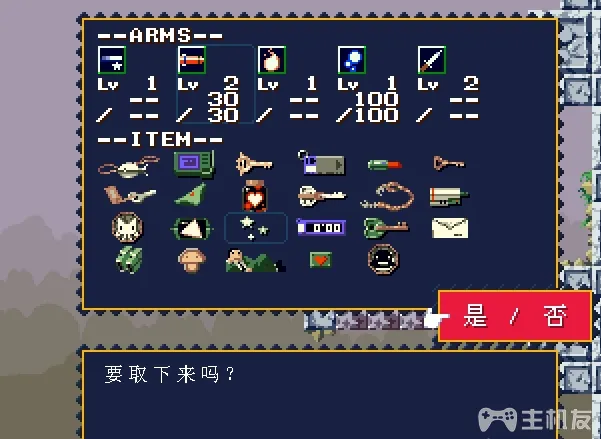 --ARMS--
Lv 1 Lv 2 Lv 1 Lv 1 Lv 2
-- 30 -- 100 --
/ -- / 30 / -- /100 / --
--ITEM--
0:00
是 / 否
要取下来吗？
主机友